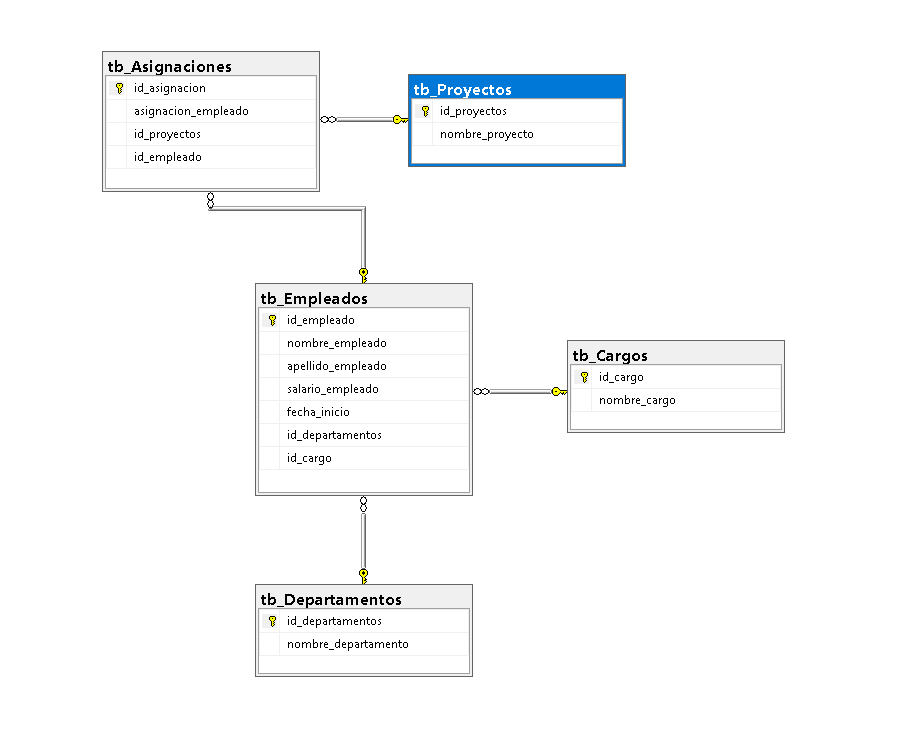 tb_Asignaciones
id_asignacion
asignacion_empleado
id_proyectos
id_empleado
tb_Proyectos
id_proyectos
nombre_proyecto
tb_Empleados
id_empleado
nombre_empleado
apellido_empleado
salario_empleado
fecha_inicio
id_departamentos
id_cargo
tb_Cargos
id_cargo
nombre_cargo
tb_Departamentos
id_departamentos
nombre_departamento